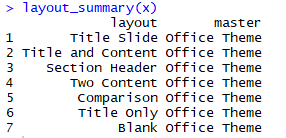 > layout_summary(x)
layout master
1 Title Slide Office Theme
2 Title and Content Office Theme
3 Section Header Office Theme
4 Two Content Office Theme
5 Comparison Office Theme
6 Title Only Office Theme
7 Blank Office Theme